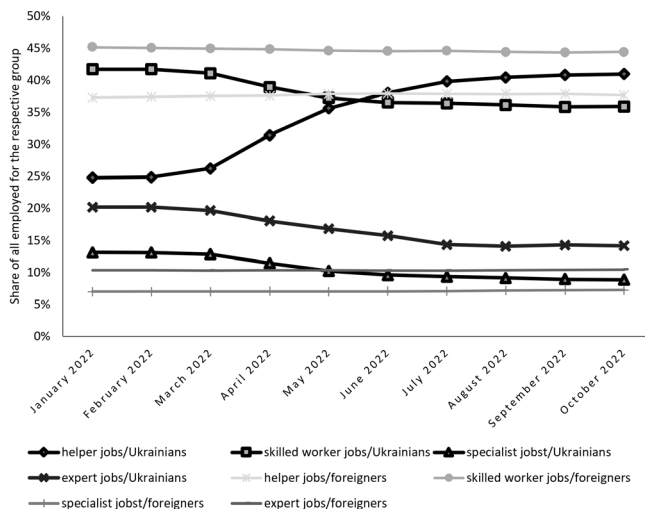 Share of all employed for the respective group
50%
45%
40%
35%
30%
25%
20%
15%
10%
5%
0%
January 2022
February 2022
March 2022
April 2022
May 2022
June 2022
July 2022
August 2022
September 2022
October 2022
helper jobs/Ukrainians
skilled worker jobs/Ukrainians
specialist jobst/Ukrainians
expert jobs/Ukrainians
helper jobs/foreigners
skilled worker jobs/foreigners
specialist jobst/foreigners
expert jobs/foreigners